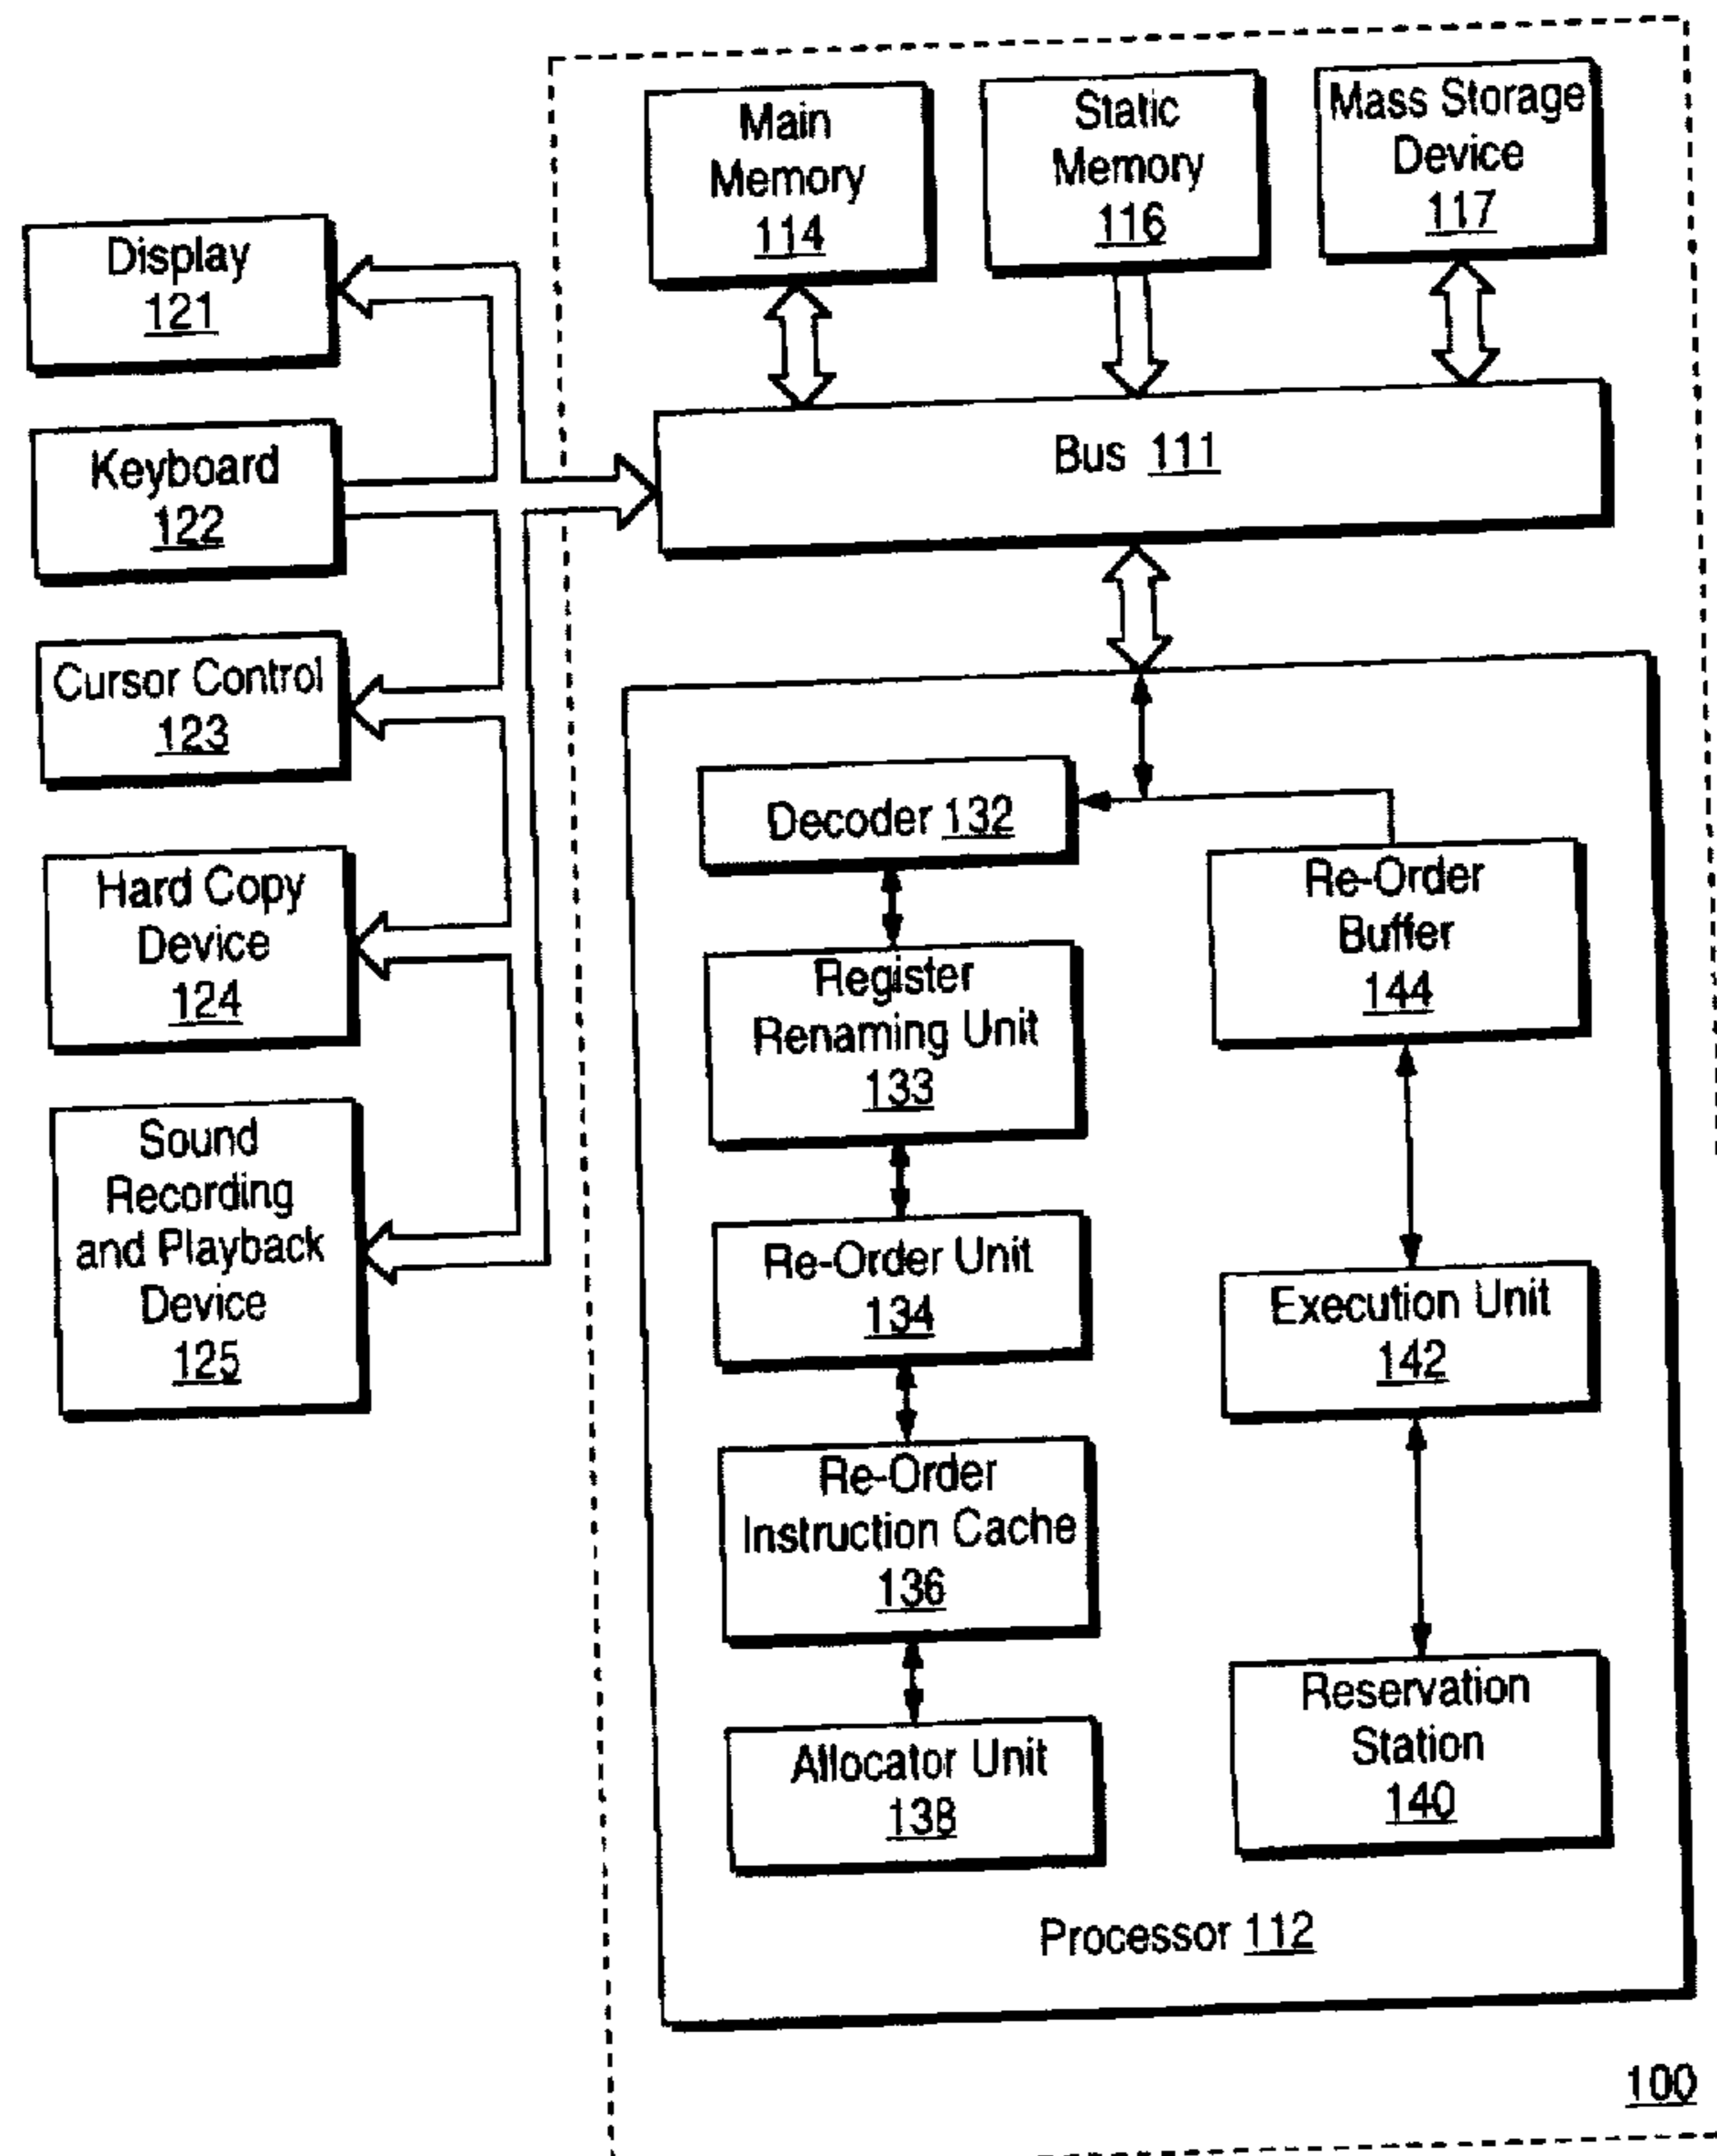 Main
Memory
114
Static
Memory
116
Mass Storage
Device
117
Display
121
Keyboard
122
Cursor Control
123
Hard Copy
Device
124
Sound
Recording
and Playback
Device
125
Bus 111
Decoder 132
Register
Renaming Unit
133
Re-Order Unit
134
Re-Order
Instruction Cache
136
Allocator Unit
138
Re-Order
Buffer
144
Execution Unit
142
Reservation
Station
140
Processor 112
100